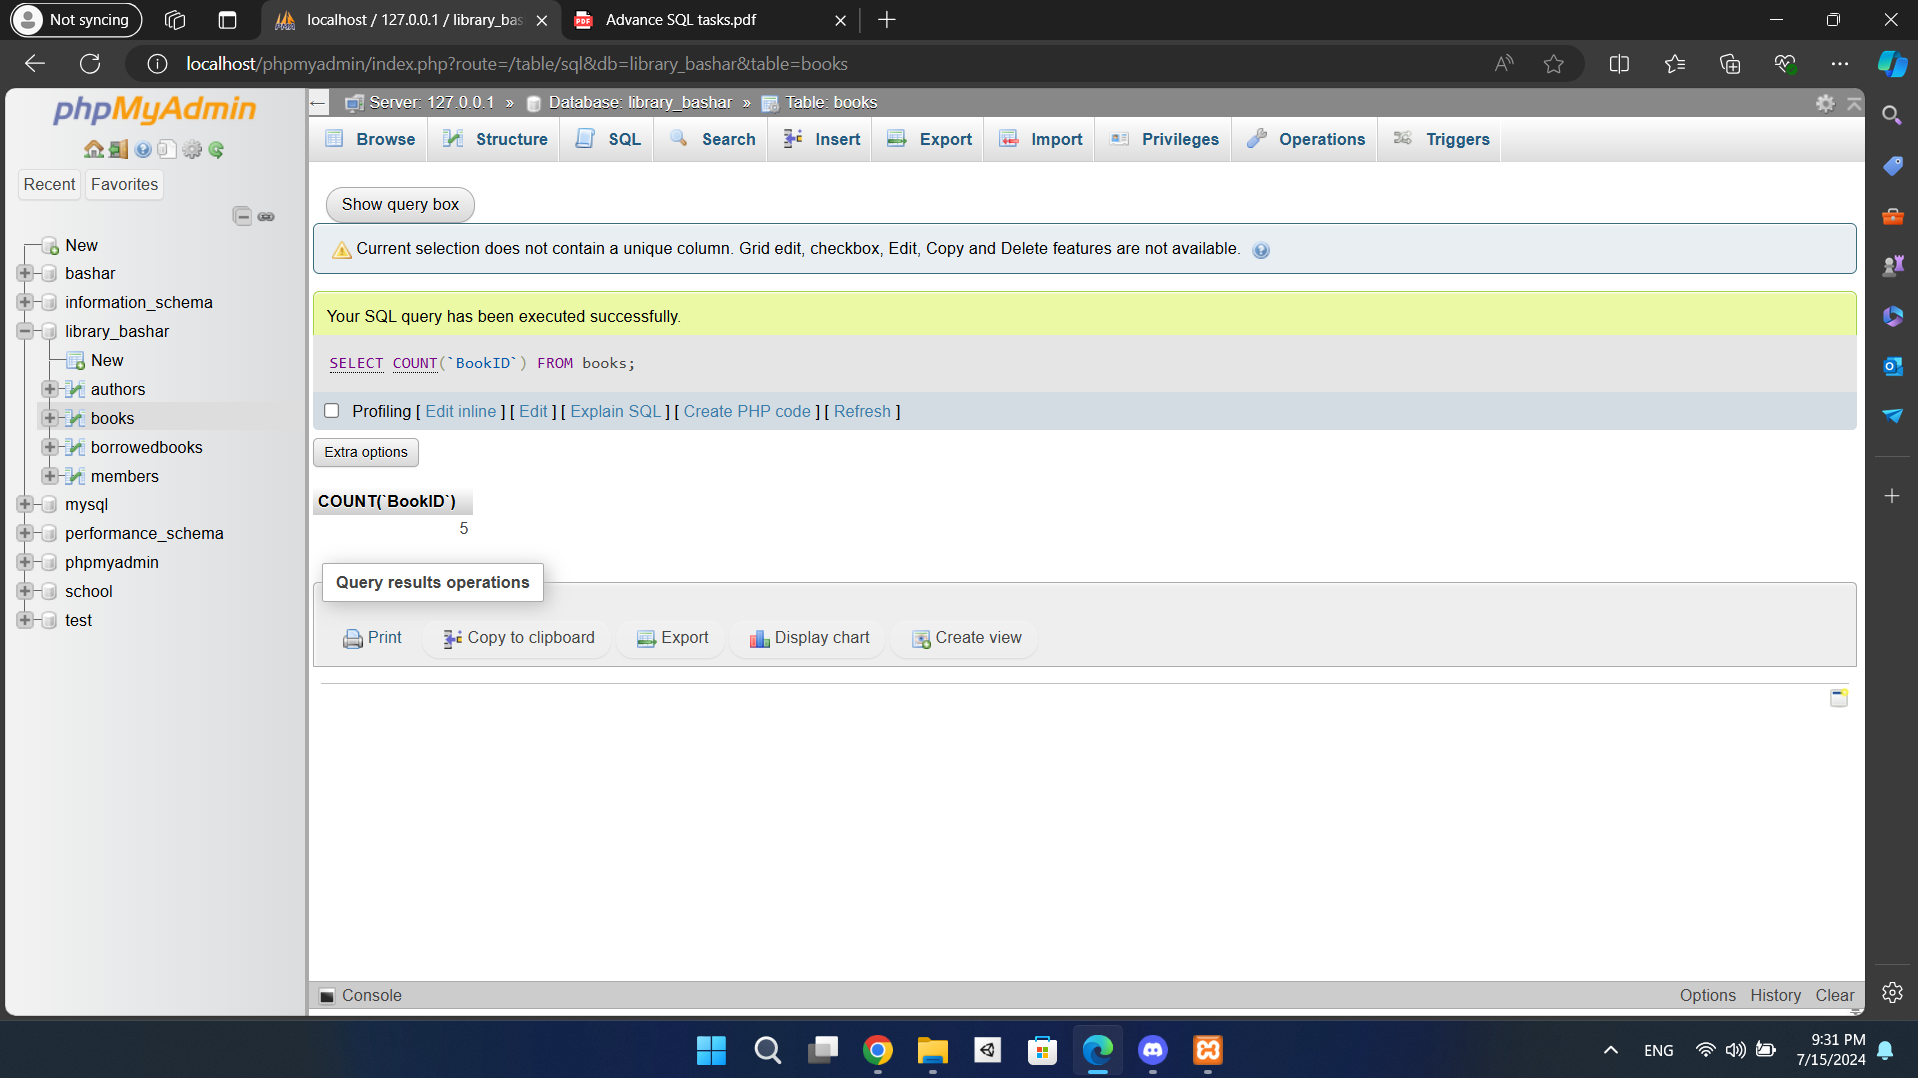 Not syncing
localhost / 127.0.0.1 / library_bas
Advance SQL tasks.pdf
localhost/phpmyadmin/index.php?route=/table/sql&db=library_bashar&table=books
phpMyAdmin
Recent
Favorites
New
bashar
information_schema
library_bashar
New
authors
books
borrowedbooks
members
mysql
performance_schema
phpmyadmin
school
test
Server: 127.0.0.1 » Database: library_bashar » Table: books
Browse Structure SQL Search Insert Export Import Privileges Operations Triggers
Show query box
Current selection does not contain a unique column. Grid edit, checkbox, Edit, Copy and Delete features are not available.
Your SQL query has been executed successfully.
SELECT COUNT(`BookID`) FROM books;
Profiling [ Edit inline ] [ Edit ] [ Explain SQL ] [ Create PHP code ] [ Refresh ]
Extra options
COUNT(`BookID`)
5
Query results operations
Print Copy to clipboard Export Display chart Create view
Console
Options History Clear
ENG
9:31 PM
7/15/2024